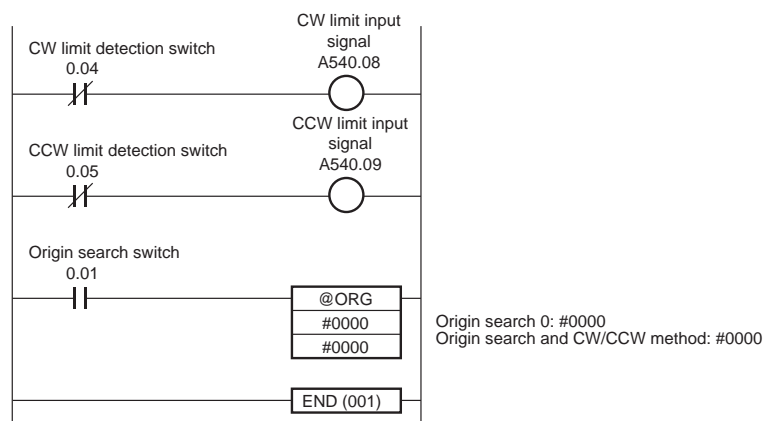 CW limit input
signal
A540.08
CW limit detection switch
0.04
CCW limit input
signal
A540.09
CCW limit detection switch
0.05
Origin search switch
0.01
@ORG
#0000
#0000
Origin search 0: #0000
Origin search and CW/CCW method: #0000
END (001)